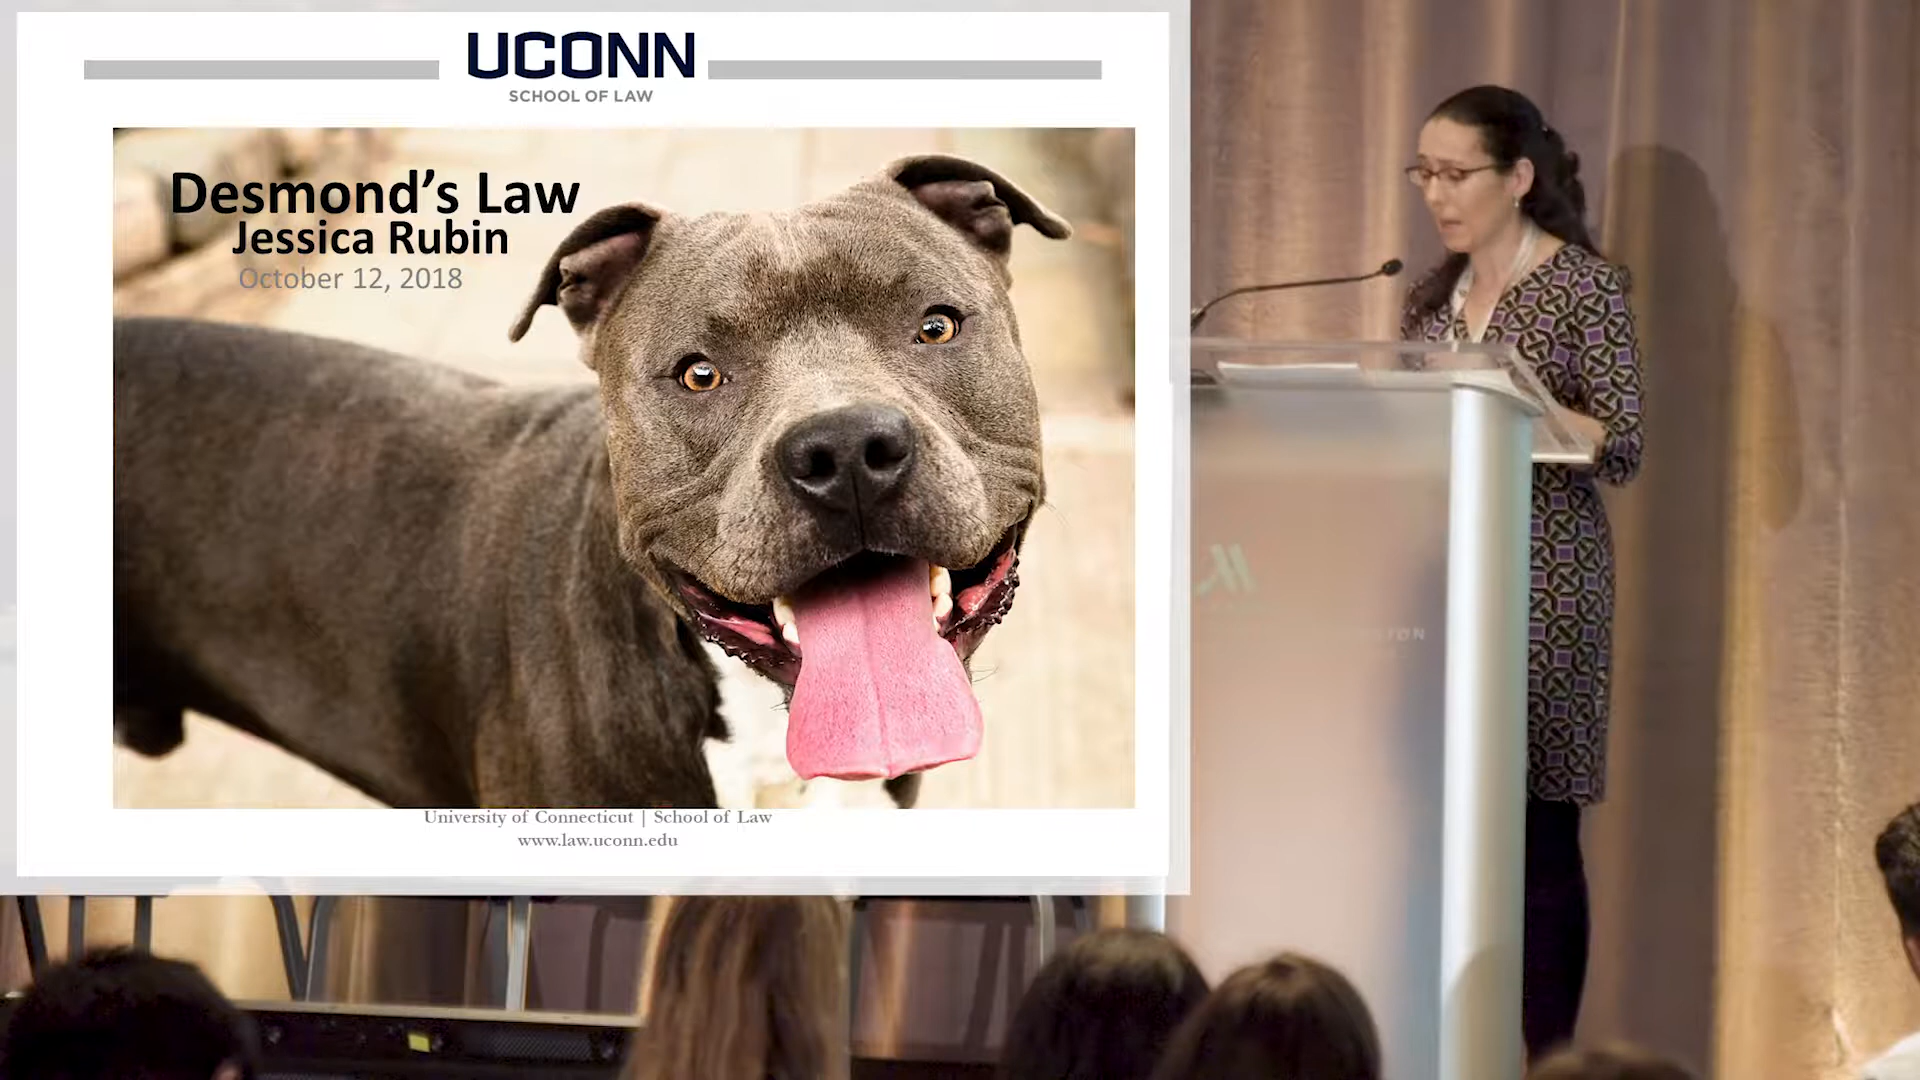 UCONN
SCHOOL OF LAW
Desmond's Law
Jessica Rubin
October 12, 2018
University of Connecticut | School of Law
www.law.uconn.edu